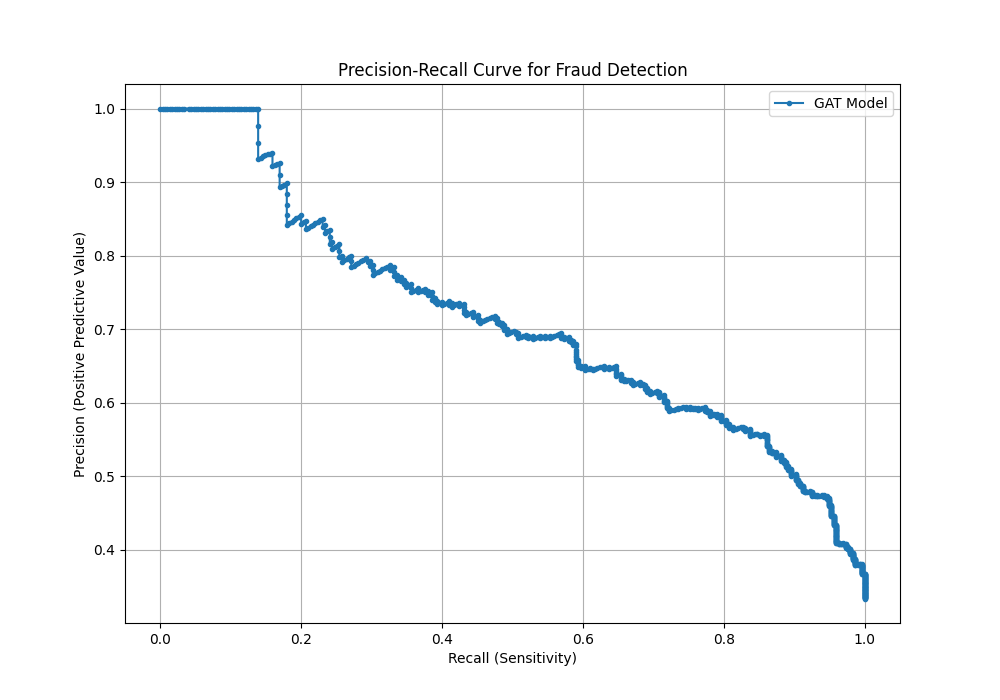 Precision-Recall Curve for Fraud Detection
GAT Model
Precision (Positive Predictive Value)
1.0
0.9
0.8
0.7
0.6
0.5
0.4
0.0 0.2 0.4 0.6 0.8 1.0
Recall (Sensitivity)